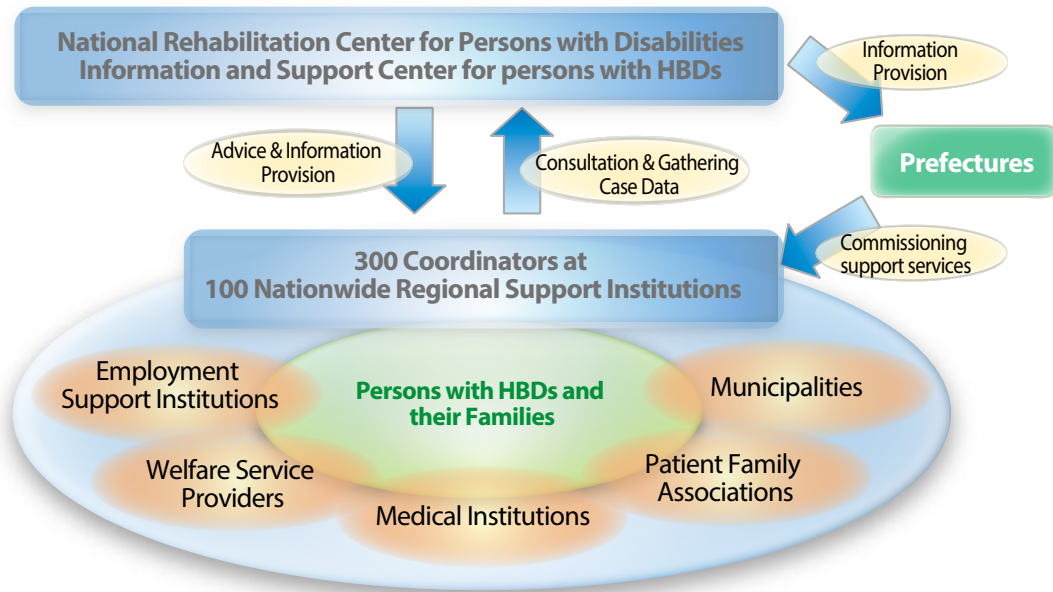 National Rehabilitation Center for Persons with Disabilities
Information and Support Center for persons with HBDs
Information
Provision
Advice & Information
Provision
Consultation & Gathering
Case Data
Prefectures
Commissioning
support services
300 Coordinators at
100 Nationwide Regional Support Institutions
Employment
Support Institutions
Persons with HBDs and
their Families
Municipalities
Welfare Service
Providers
Medical Institutions
Patient Family
Associations